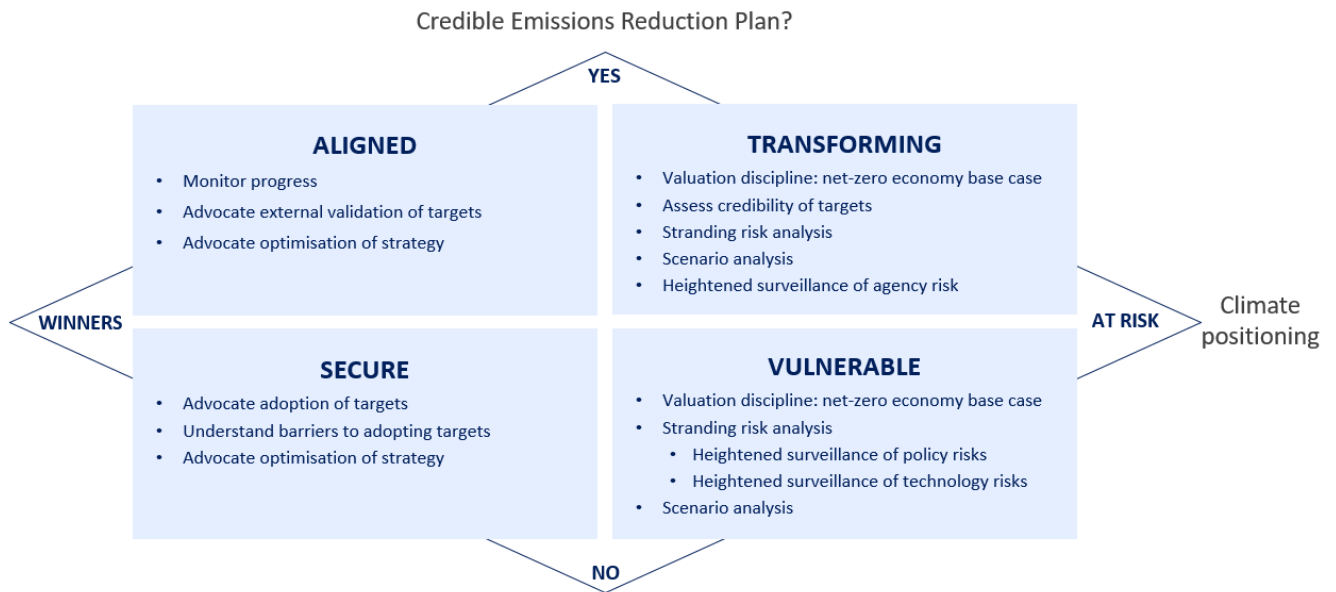 Credible Emissions Reduction Plan?
YES
ALIGNED
• Monitor progress
• Advocate external validation of targets
• Advocate optimisation of strategy
TRANSFORMING
• Valuation discipline: net-zero economy base case
• Assess credibility of targets
• Stranding risk analysis
• Scenario analysis
• Heightened surveillance of agency risk
WINNERS
AT RISK
Climate
positioning
SECURE
• Advocate adoption of targets
• Understand barriers to adopting targets
• Advocate optimisation of strategy
VULNERABLE
• Valuation discipline: net-zero economy base case
• Stranding risk analysis
• Heightened surveillance of policy risks
• Heightened surveillance of technology risks
• Scenario analysis
NO